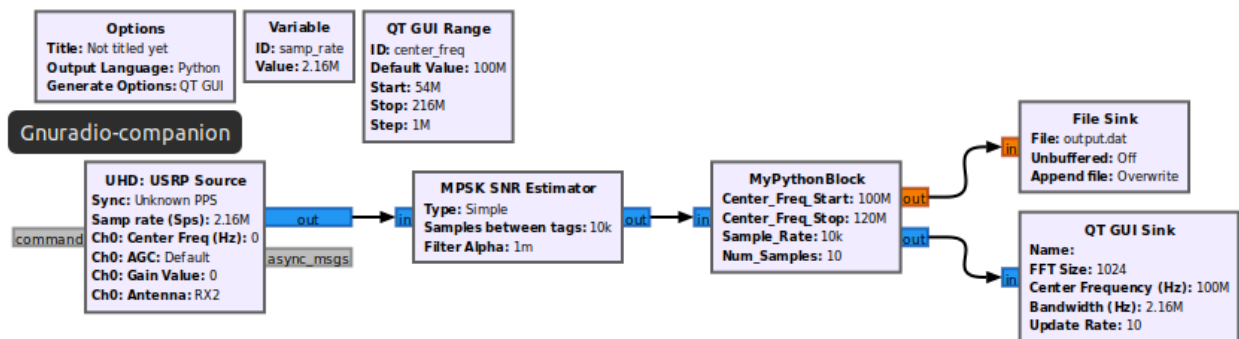 Options
Title: Not titled yet
Output Language: Python
Generate Options: QT GUI
Variable
ID: samp_rate
Value: 2.16M
QT GUI Range
ID: center_freq
Default Value: 100M
Start: 54M
Stop: 216M
Step: 1M
Gnuradio-companion
UHD: USRP Source
Sync: Unknown PPS
Samp rate (Sps): 2.16M
Ch0: Center Freq (Hz): 0
Ch0: AGC: Default
Ch0: Gain Value: 0
Ch0: Antenna: RX2
command
out
async_msgs
in
MPSK SNR Estimator
Type: Simple
Samples between tags: 10k
Filter Alpha: 1m
out
in
MyPythonBlock
Center_Freq_Start: 100M
Center_Freq_Stop: 120M
Sample_Rate: 10k
Num_Samples: 10
out
out
in
File Sink
File: output.dat
Unbuffered: Off
Append file: Overwrite
in
QT GUI Sink
Name:
FFT Size: 1024
Center Frequency (Hz): 100M
Bandwidth (Hz): 2.16M
Update Rate: 10